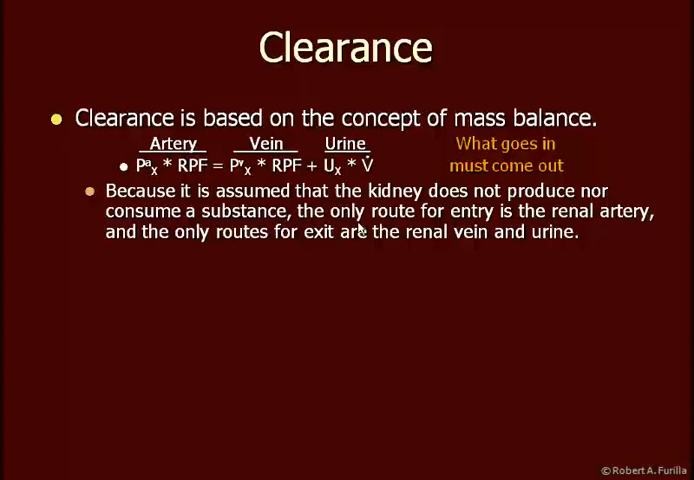 Clearance
Clearance is based on the concept of mass balance.
Artery Vein Urine What goes in
Pᵃₓ * RPF = Pᵛₓ * RPF + Uₓ * V̇ must come out
Because it is assumed that the kidney does not produce nor
consume a substance, the only route for entry is the renal artery,
and the only routes for exit are the renal vein and urine.
© Robert A. Furilla